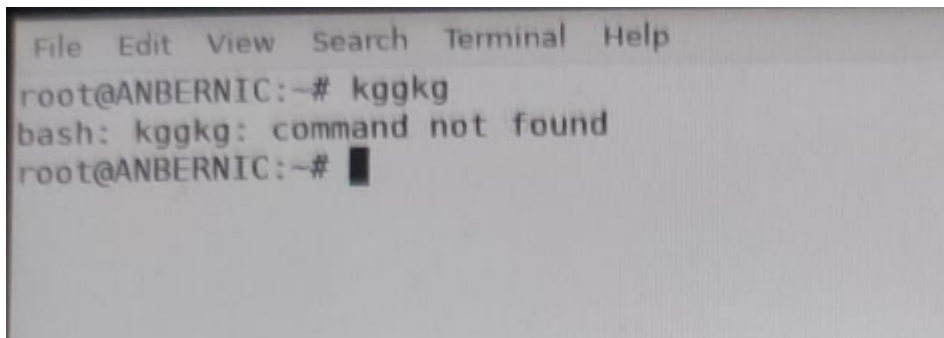 File Edit View Search Terminal Help
root@ANBERNIC:~# kggkg
bash: kggkg: command not found
root@ANBERNIC:~#